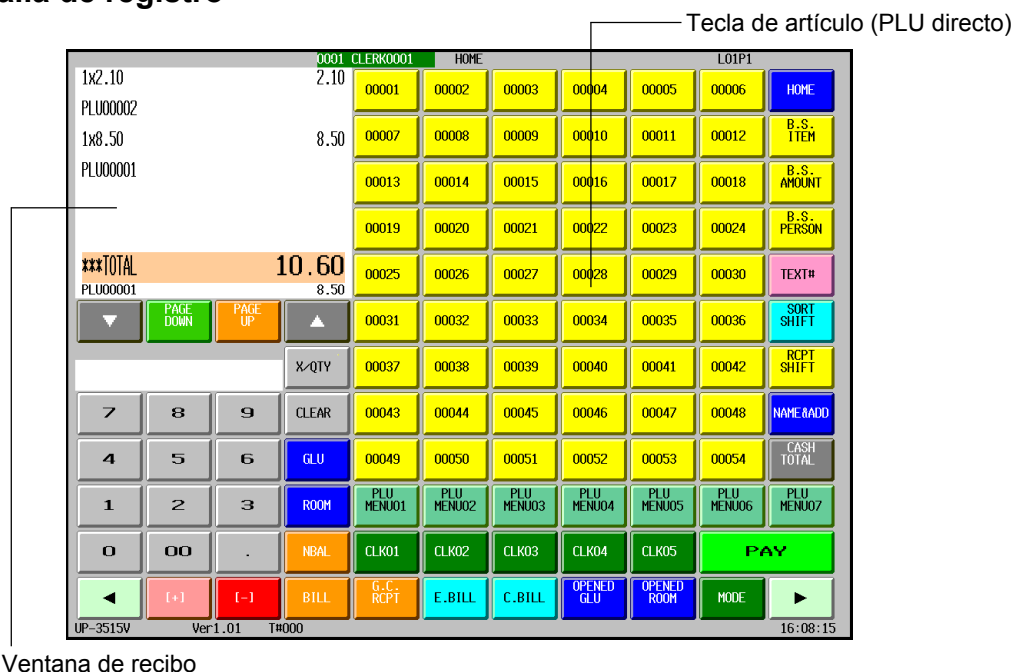 Tecla de artículo (PLU directo)
0001 CLERK0001 HOME L01P1
1x2.10 2.10
PLU00002
1x8.50 8.50
PLU00001
***TOTAL 10.60
PLU00001 8.50
00001 00002 00003 00004 00005 00006 HOME
00007 00008 00009 00010 00011 00012 B.S. ITEM
00013 00014 00015 00016 00017 00018 B.S. AMOUNT
00019 00020 00021 00022 00023 00024 B.S. PERSON
00025 00026 00027 00028 00029 00030 TEXT#
PAGE DOWN PAGE UP 00031 00032 00033 00034 00035 00036 SORT SHIFT
X/QTY 00037 00038 00039 00040 00041 00042 RCPT SHIFT
7 8 9 CLEAR 00043 00044 00045 00046 00047 00048 NAME&ADD
4 5 6 GLU 00049 00050 00051 00052 00053 00054 CASH TOTAL
1 2 3 ROOM PLU MENU01 PLU MENU02 PLU MENU03 PLU MENU04 PLU MENU05 PLU MENU06 PLU MENU07
0 00 . NBAL CLK01 CLK02 CLK03 CLK04 CLK05 PAY
[+] [-] BILL G.C. RCPT E.BILL C.BILL OPENED GLU OPENED ROOM MODE
UP-3515V Ver1.01 T#000 16:08:15
Ventana de recibo